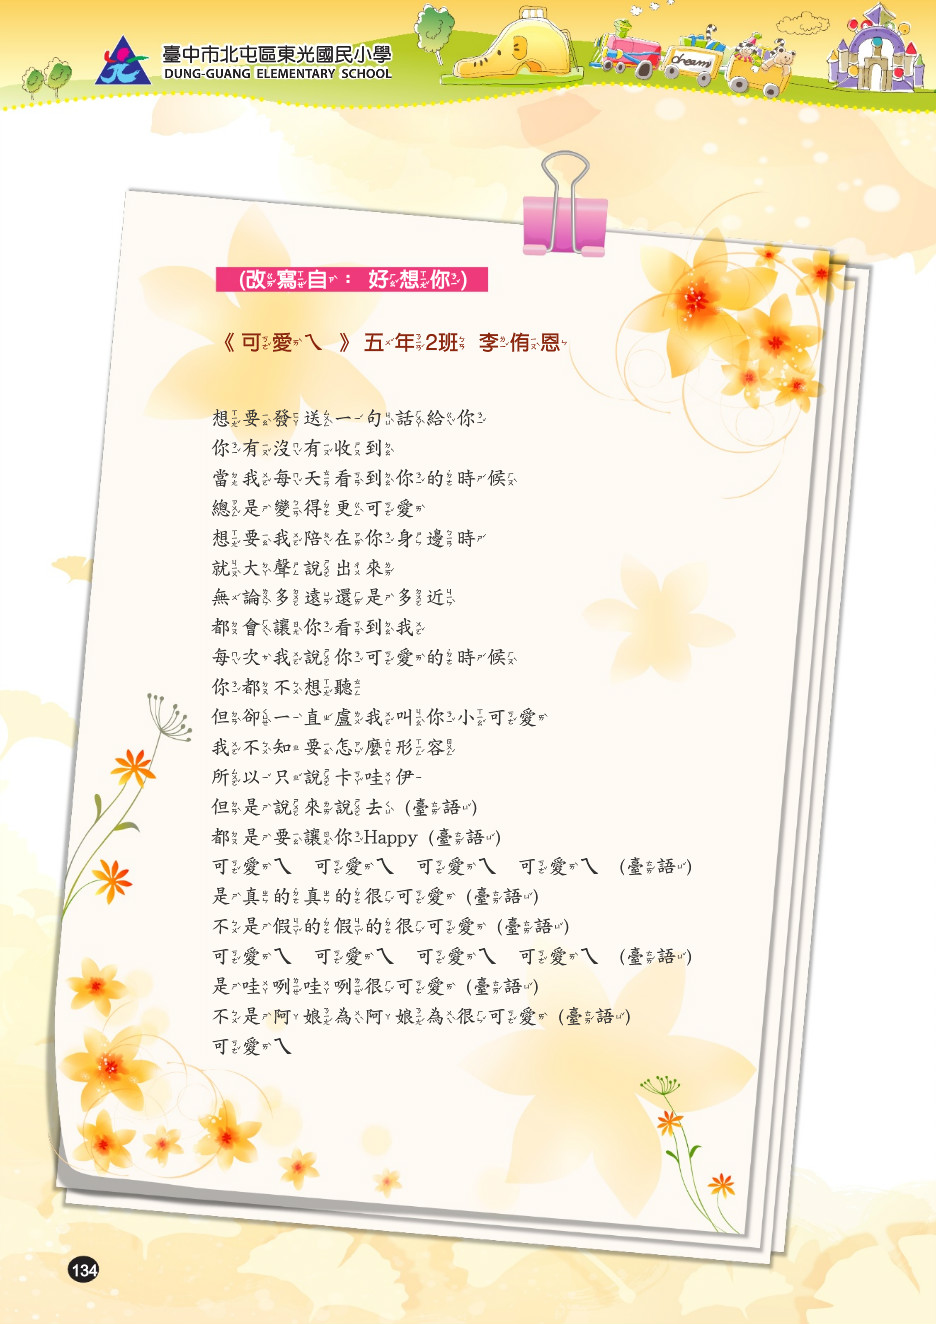 臺中市北屯區東光國民小學
DUNG-GUANG ELEMENTARY SCHOOL
dream
(改寫自： 好想你)
《可愛ㄟ 》 五年2班 李侑恩
想要發送一句話給你
你有沒有收到
當我每天看到你的時候
總是變得更可愛
想要我陪在你身邊時
就大聲說出來
無論多遠還是多近
都會讓你看到我
每次我說你可愛的時候
你都不想聽
但卻一直盧我叫你小可愛
我不知要怎麼形容
所以只說卡哇伊
但是說來說去 (臺語)
都是要讓你Happy (臺語)
可愛ㄟ 可愛ㄟ 可愛ㄟ 可愛ㄟ (臺語)
是真的真的很可愛 (臺語)
不是假的假的很可愛 (臺語)
可愛ㄟ 可愛ㄟ 可愛ㄟ 可愛ㄟ (臺語)
是哇咧哇咧很可愛 (臺語)
不是阿娘為阿娘為很可愛 (臺語)
可愛ㄟ
134